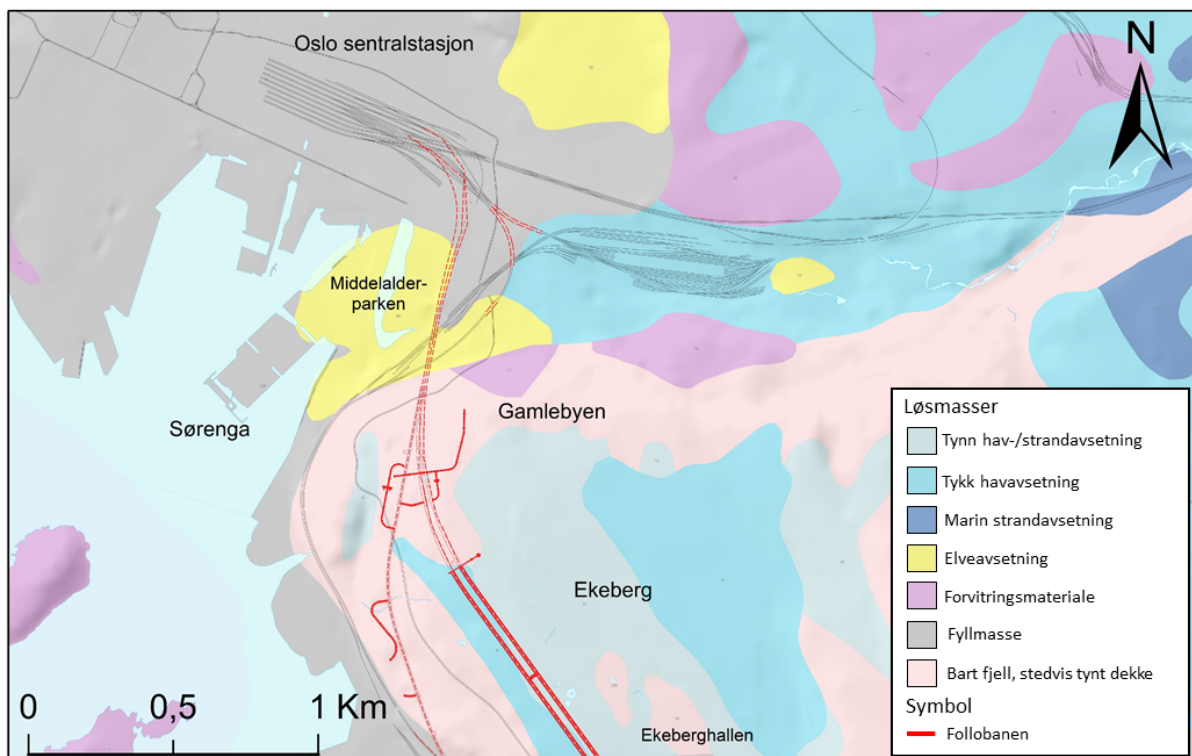 Oslo sentralstasjon
N
Middelalder-
parken
Sørenga
Gamlebyen
Ekeberg
Ekeberghallen
0 0,5 1 Km
Løsmasser
Tynn hav-/strandavsetning
Tykk havavsetning
Marin strandavsetning
Elveavsetning
Forvitringsmateriale
Fyllmasse
Bart fjell, stedvis tynt dekke
Symbol
Follobanen